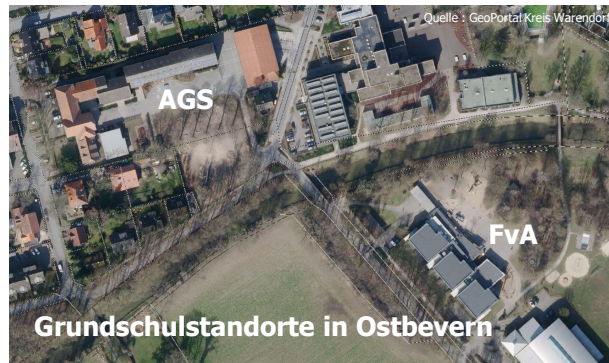 Quelle : GeoPortal Kreis Warendorf
AGS
FvA
Grundschulstandorte in Ostbevern